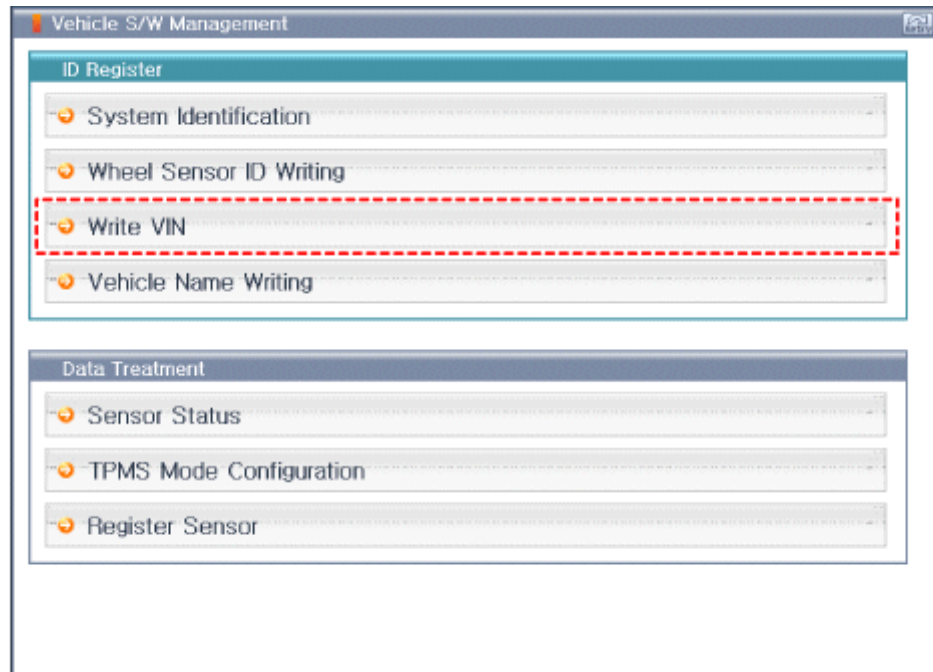 Vehicle S/W Management
ID Register
System Identification
Wheel Sensor ID Writing
Write VIN
Vehicle Name Writing
Data Treatment
Sensor Status
TPMS Mode Configuration
Register Sensor